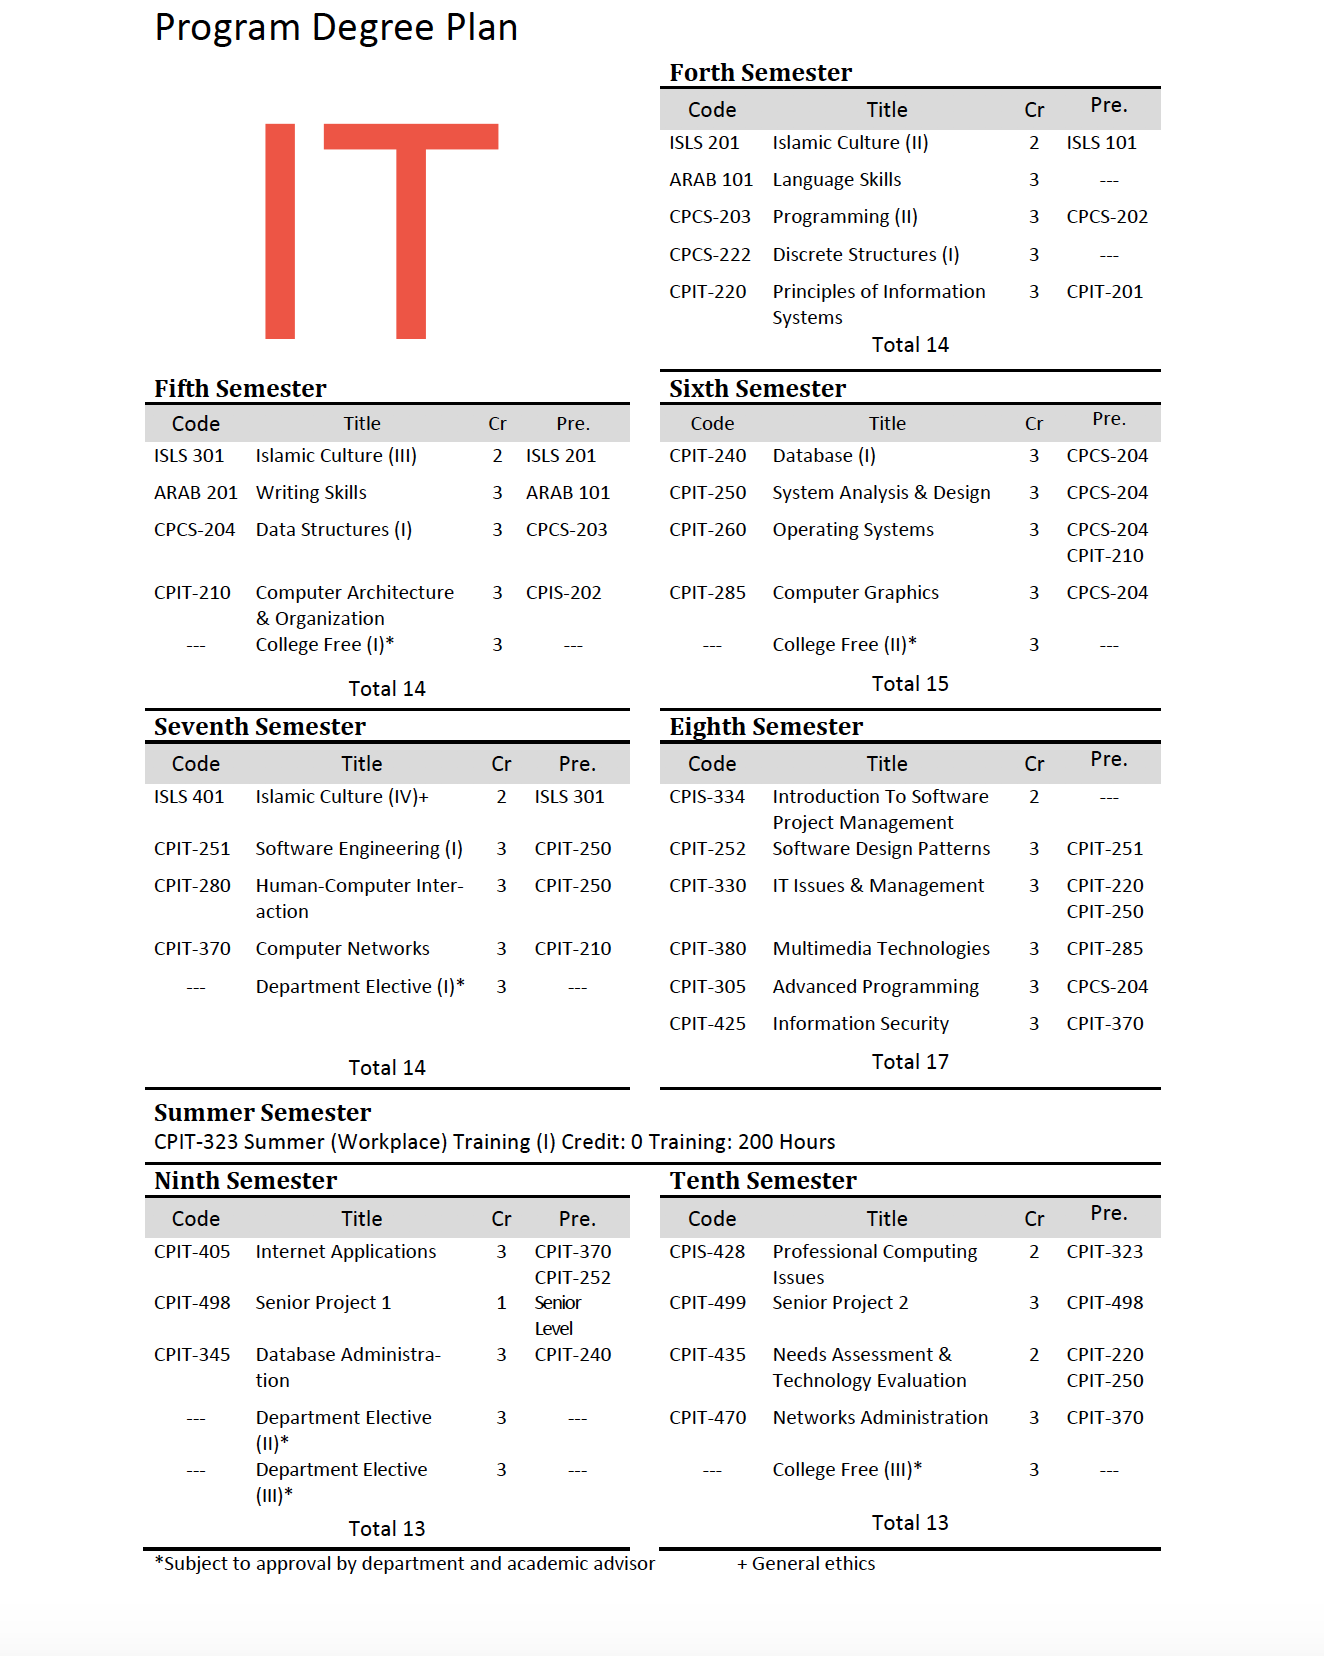 Program Degree Plan
IT
Forth Semester
Code Title Cr Pre.
ISLS 201 Islamic Culture (II) 2 ISLS 101
ARAB 101 Language Skills 3 ---
CPCS-203 Programming (II) 3 CPCS-202
CPCS-222 Discrete Structures (I) 3 ---
CPIT-220 Principles of Information 3 CPIT-201
Systems
Total 14
Fifth Semester
Code Title Cr Pre.
ISLS 301 Islamic Culture (III) 2 ISLS 201
ARAB 201 Writing Skills 3 ARAB 101
CPCS-204 Data Structures (I) 3 CPCS-203
CPIT-210 Computer Architecture 3 CPIS-202
& Organization
--- College Free (I)* 3 ---
Total 14
Sixth Semester
Code Title Cr Pre.
CPIT-240 Database (I) 3 CPCS-204
CPIT-250 System Analysis & Design 3 CPCS-204
CPIT-260 Operating Systems 3 CPCS-204
CPIT-210
CPIT-285 Computer Graphics 3 CPCS-204
--- College Free (II)* 3 ---
Total 15
Seventh Semester
Code Title Cr Pre.
ISLS 401 Islamic Culture (IV)+ 2 ISLS 301
CPIT-251 Software Engineering (I) 3 CPIT-250
CPIT-280 Human-Computer Inter- 3 CPIT-250
action
CPIT-370 Computer Networks 3 CPIT-210
--- Department Elective (I)* 3 ---
Total 14
Eighth Semester
Code Title Cr Pre.
CPIS-334 Introduction To Software 2 ---
Project Management
CPIT-252 Software Design Patterns 3 CPIT-251
CPIT-330 IT Issues & Management 3 CPIT-220
CPIT-250
CPIT-380 Multimedia Technologies 3 CPIT-285
CPIT-305 Advanced Programming 3 CPCS-204
CPIT-425 Information Security 3 CPIT-370
Total 17
Summer Semester
CPIT-323 Summer (Workplace) Training (I) Credit: 0 Training: 200 Hours
Ninth Semester
Code Title Cr Pre.
CPIT-405 Internet Applications 3 CPIT-370
CPIT-252
CPIT-498 Senior Project 1 1 Senior
Level
CPIT-345 Database Administra- 3 CPIT-240
tion
--- Department Elective 3 ---
(II)*
--- Department Elective 3 ---
(III)*
Total 13
Tenth Semester
Code Title Cr Pre.
CPIS-428 Professional Computing 2 CPIT-323
Issues
CPIT-499 Senior Project 2 3 CPIT-498
CPIT-435 Needs Assessment & 2 CPIT-220
Technology Evaluation CPIT-250
CPIT-470 Networks Administration 3 CPIT-370
--- College Free (III)* 3 ---
Total 13
*Subject to approval by department and academic advisor + General ethics